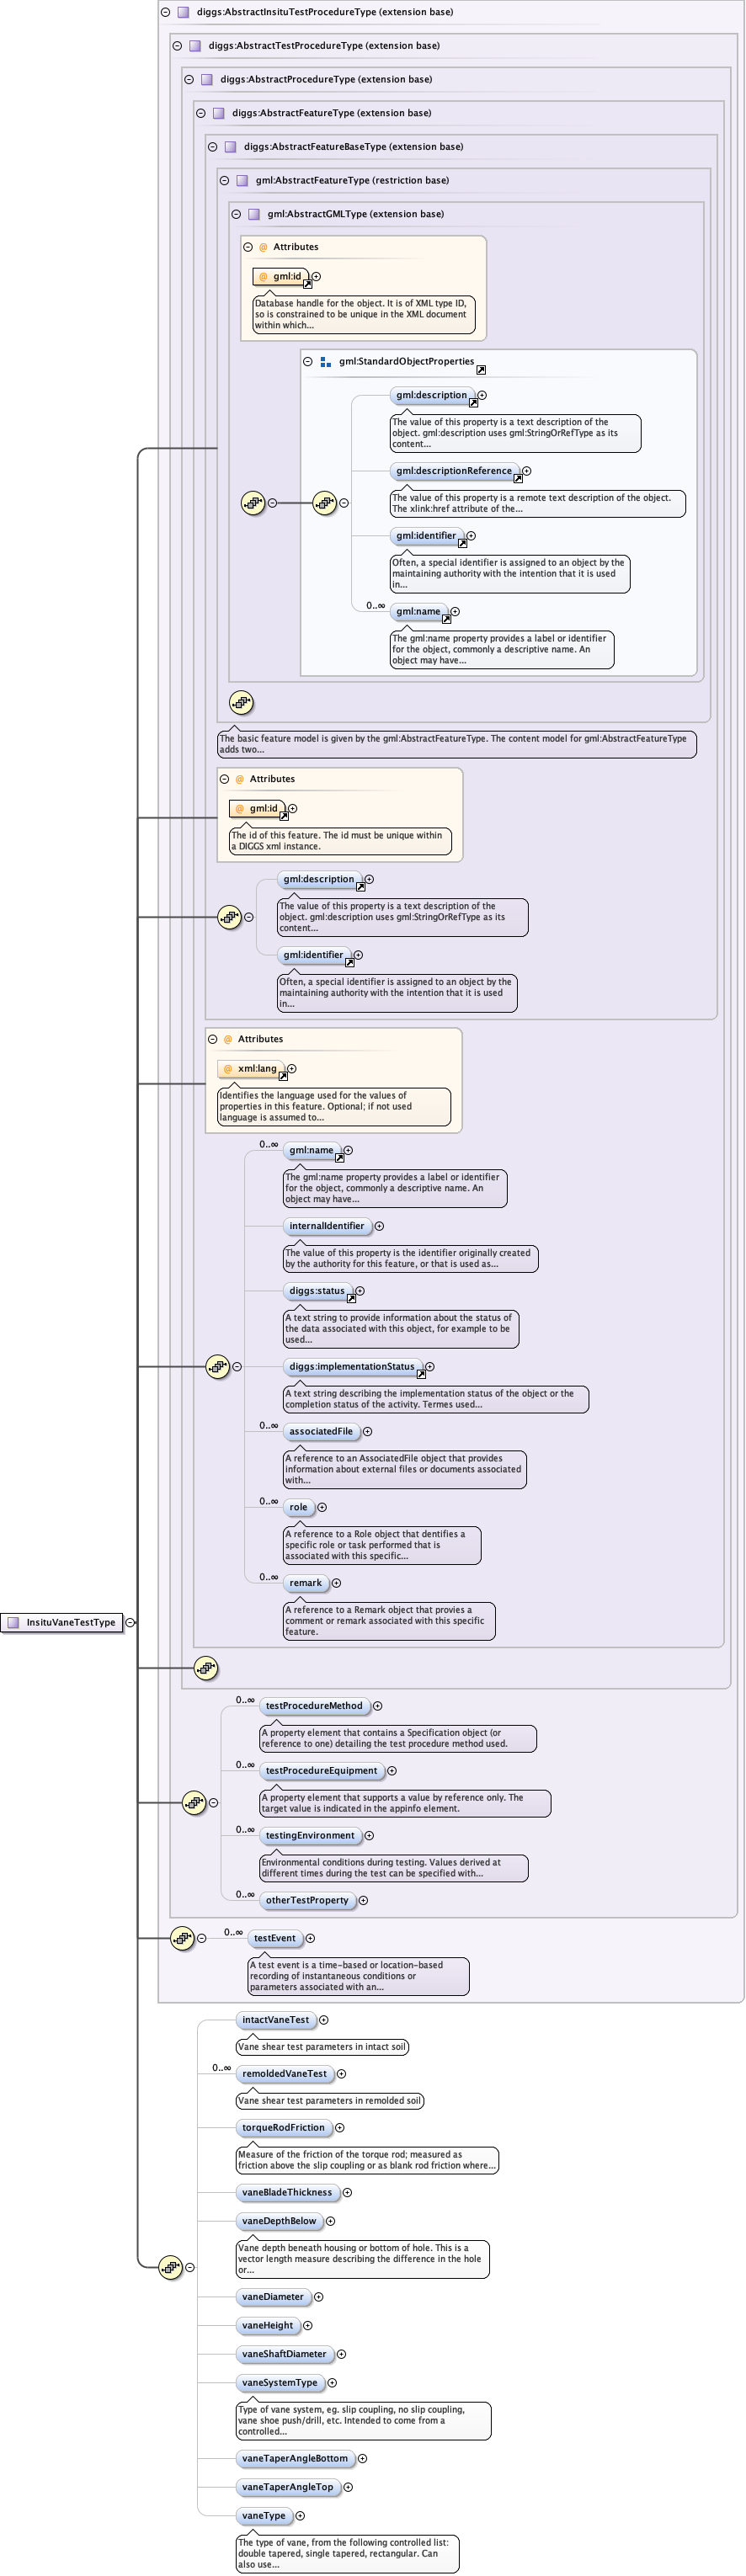 diggs:AbstractInsituTestProcedureType (extension base)
diggs:AbstractTestProcedureType (extension base)
diggs:AbstractProcedureType (extension base)
diggs:AbstractFeatureType (extension base)
diggs:AbstractFeatureBaseType (extension base)
gml:AbstractFeatureType (restriction base)
gml:AbstractGMLType (extension base)
@ Attributes
@ gml:id
Database handle for the object. It is of XML type ID,
so is constrained to be unique in the XML document
within which...
gml:StandardObjectProperties
gml:description
The value of this property is a text description of the
object. gml:description uses gml:StringOrRefType as its
content...
gml:descriptionReference
The value of this property is a remote text description of the object.
The xlink:href attribute of the...
gml:identifier
Often, a special identifier is assigned to an object by the
maintaining authority with the intention that it is used
in...
0..∞
gml:name
The gml:name property provides a label or identifier
for the object, commonly a descriptive name. An
object may have...
The basic feature model is given by the gml:AbstractFeatureType. The content model for gml:AbstractFeatureType
adds two...
@ Attributes
@ gml:id
The id of this feature. The id must be unique within
a DIGGS xml instance.
gml:description
The value of this property is a text description of the
object. gml:description uses gml:StringOrRefType as its
content...
gml:identifier
Often, a special identifier is assigned to an object by the
maintaining authority with the intention that it is used
in...
@ Attributes
@ xml:lang
Identifies the language used for the values of
properties in this feature. Optional; if not used
language is assumed to...
0..∞
gml:name
The gml:name property provides a label or identifier
for the object, commonly a descriptive name. An
object may have...
internalIdentifier
The value of this property is the identifier originally created
by the authority for this feature, or that is used as...
diggs:status
A text string to provide information about the status of
the data associated with this object, for example to be
used...
diggs:implementationStatus
A text string describing the implementation status of the object or the
completion status of the activity. Termes used...
0..∞
associatedFile
A reference to an AssociatedFile object that provides
information about external files or documents associated
with...
0..∞
role
A reference to a Role object that dentifies a
specific role or task performed that is
associated with this specific...
0..∞
remark
A reference to a Remark object that provies a
comment or remark associated with this specific
feature.
InsituVaneTestType
0..∞
testProcedureMethod
A property element that contains a Specification object (or
reference to one) detailing the test procedure method used.
0..∞
testProcedureEquipment
A property element that supports a value by reference only. The
target value is indicated in the appinfo element.
0..∞
testingEnvironment
Environmental conditions during testing. Values derived at
different times during the test can be specified with...
0..∞
otherTestProperty
0..∞
testEvent
A test event is a time-based or location-based
recording of instantaneous conditions or
parameters associated with an...
intactVaneTest
Vane shear test parameters in intact soil
0..∞
remoldedVaneTest
Vane shear test parameters in remolded soil
torqueRodFriction
Measure of the friction of the torque rod; measured as
friction above the slip coupling or as blank rod friction where...
vaneBladeThickness
vaneDepthBelow
Vane depth beneath housing or bottom of hole. This is a
vector length measure describing the difference in the hole
or...
vaneDiameter
vaneHeight
vaneShaftDiameter
vaneSystemType
Type of vane system, eg. slip coupling, no slip coupling,
vane shoe push/drill, etc. Intended to come from a
controlled...
vaneTaperAngleBottom
vaneTaperAngleTop
vaneType
The type of vane, from the following controlled list:
double tapered, single tapered, rectangular. Can
also use...